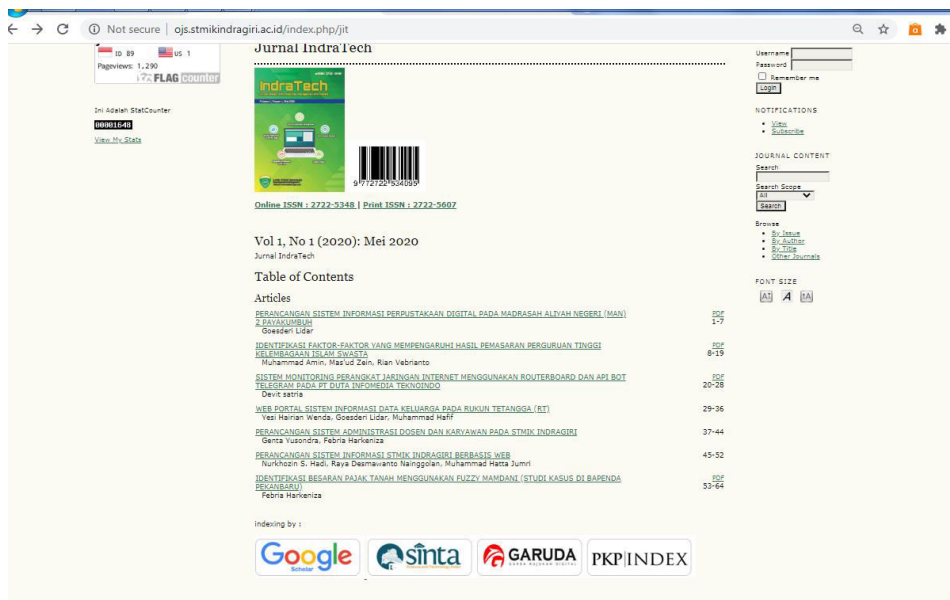 Not secure | ojs.stmikindragiri.ac.id/index.php/jit
ID 89 US 1
Pageviews: 1,290
FLAG counter
Ini Adalah StatCounter
00001648
View My Stats
Jurnal IndraTech
IndraTech
9 772722 534095
Online ISSN : 2722-5348 | Print ISSN : 2722-5607
Vol 1, No 1 (2020): Mei 2020
Jurnal IndraTech
Table of Contents
Articles
PERANCANGAN SISTEM INFORMASI PERPUSTAKAAN DIGITAL PADA MADRASAH ALIYAH NEGERI (MAN) PDF
2 PAYAKUMBUH 1-7
Goesderi Lidar
IDENTIFIKASI FAKTOR-FAKTOR YANG MEMPENGARUHI HASIL PEMASARAN PERGURUAN TINGGI PDF
KELEMBAGAAN ISLAM SWASTA 8-19
Muhammad Amin, Mas'ud Zein, Rian Vebrianto
SISTEM MONITORING PERANGKAT JARINGAN INTERNET MENGGUNAKAN ROUTERBOARD DAN API BOT PDF
TELEGRAM PADA PT DUTA INFOMEDIA TEKNOINDO 20-28
Devit satria
WEB PORTAL SISTEM INFORMASI DATA KELUARGA PADA RUKUN TETANGGA (RT) 29-36
Yesi Hairian Wenda, Goesderi Lidar, Muhammad Hafif
PERANCANGAN SISTEM ADMINISTRASI DOSEN DAN KARYAWAN PADA STMIK INDRAGIRI 37-44
Genta Yusondra, Febria Harkeniza
PERANCANGAN SISTEM INFORMASI STMIK INDRAGIRI BERBASIS WEB 45-52
Nurkhozin S. Hadi, Raya Desmawanto Nainggolan, Muhammad Hatta Jumri
IDENTIFIKASI BESARAN PAJAK TANAH MENGGUNAKAN FUZZY MAMDANI (STUDI KASUS DI BAPENDA PDF
PEKANBARU) 53-64
Febria Harkeniza
indexing by :
Google
Scholar
sinta
GARUDA
GARBA RUJUKAN DIGITAL
PKP|INDEX
Username
Password
Remember me
Login
NOTIFICATIONS
View
Subscribe
JOURNAL CONTENT
Search
Search Scope
All
Search
Browse
By Issue
By Author
By Title
Other Journals
FONT SIZE